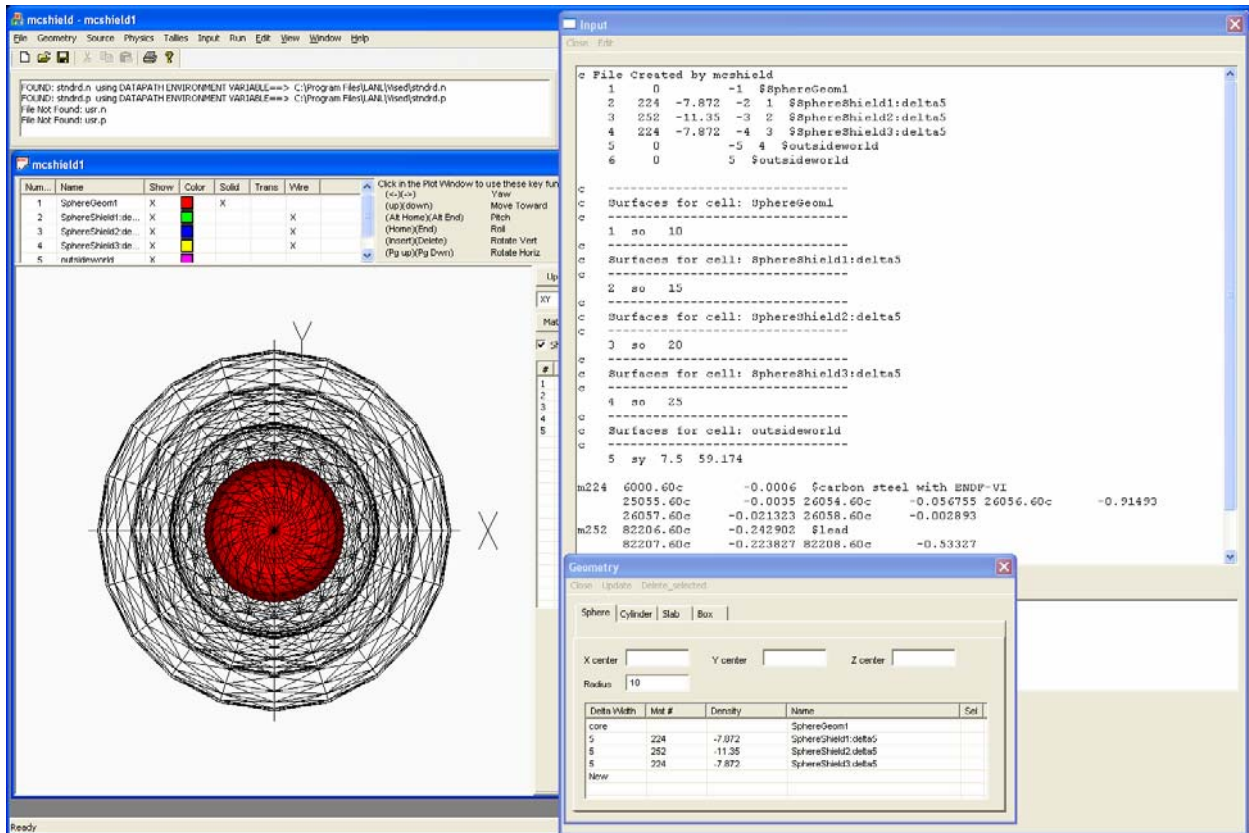 mcshield - mcshield1
File Geometry Source Physics Tallies Input Run Edit View Window Help
FOUND: stndrd.n using DATAPATH ENVIRONMENT VARIABLE==> C:\Program Files\LANL\Vised\stndrd.n
FOUND: stndrd.p using DATAPATH ENVIRONMENT VARIABLE==> C:\Program Files\LANL\Vised\stndrd.p
File Not Found: usr.n
File Not Found: usr.p
mcshield1
Num... Name Show Color Solid Trans Wire
1 SphereGeom1 X X
2 SphereShield1:de... X X
3 SphereShield2:de... X X
4 SphereShield3:de... X X
5 outsideworld X
Click in the Plot Window to use these key fun
(<-)(->) Yaw
(up)(down) Move Toward
(Alt Home)(Alt End) Pitch
(Home)(End) Roll
(Insert)(Delete) Rotate Vert
(Pg up)(Pg Dwn) Rotate Horiz
Up
XY
Mat
Sh
#
1
2
3
4
5
Y
X
Ready
Input
Close Edit
c File Created by mcshield
1 0 -1 $SphereGeom1
2 224 -7.872 -2 1 $SphereShield1:delta5
3 252 -11.35 -3 2 $SphereShield2:delta5
4 224 -7.872 -4 3 $SphereShield3:delta5
5 0 -5 4 $outsideworld
6 0 5 $outsideworld
c ------------------------------
c Surfaces for cell: SphereGeom1
c ------------------------------
1 so 10
c ------------------------------
c Surfaces for cell: SphereShield1:delta5
c ------------------------------
2 so 15
c ------------------------------
c Surfaces for cell: SphereShield2:delta5
c ------------------------------
3 so 20
c ------------------------------
c Surfaces for cell: SphereShield3:delta5
c ------------------------------
4 so 25
c ------------------------------
c Surfaces for cell: outsideworld
c ------------------------------
5 sy 7.5 59.174
m224 6000.60c -0.0006 $carbon steel with ENDF-VI
25055.60c -0.0035 26054.60c -0.056755 26056.60c -0.91493
26057.60c -0.021323 26058.60c -0.002893
m252 82206.60c -0.242902 $lead
82207.60c -0.223827 82208.60c -0.53327
Geometry
Close Update Delete_selected
Sphere Cylinder Slab Box
X center Y center Z center
Radius 10
Delta Width Mat # Density Name Sel
core SphereGeom1
5 224 -7.872 SphereShield1:delta5
5 252 -11.35 SphereShield2:delta5
5 224 -7.872 SphereShield3:delta5
New